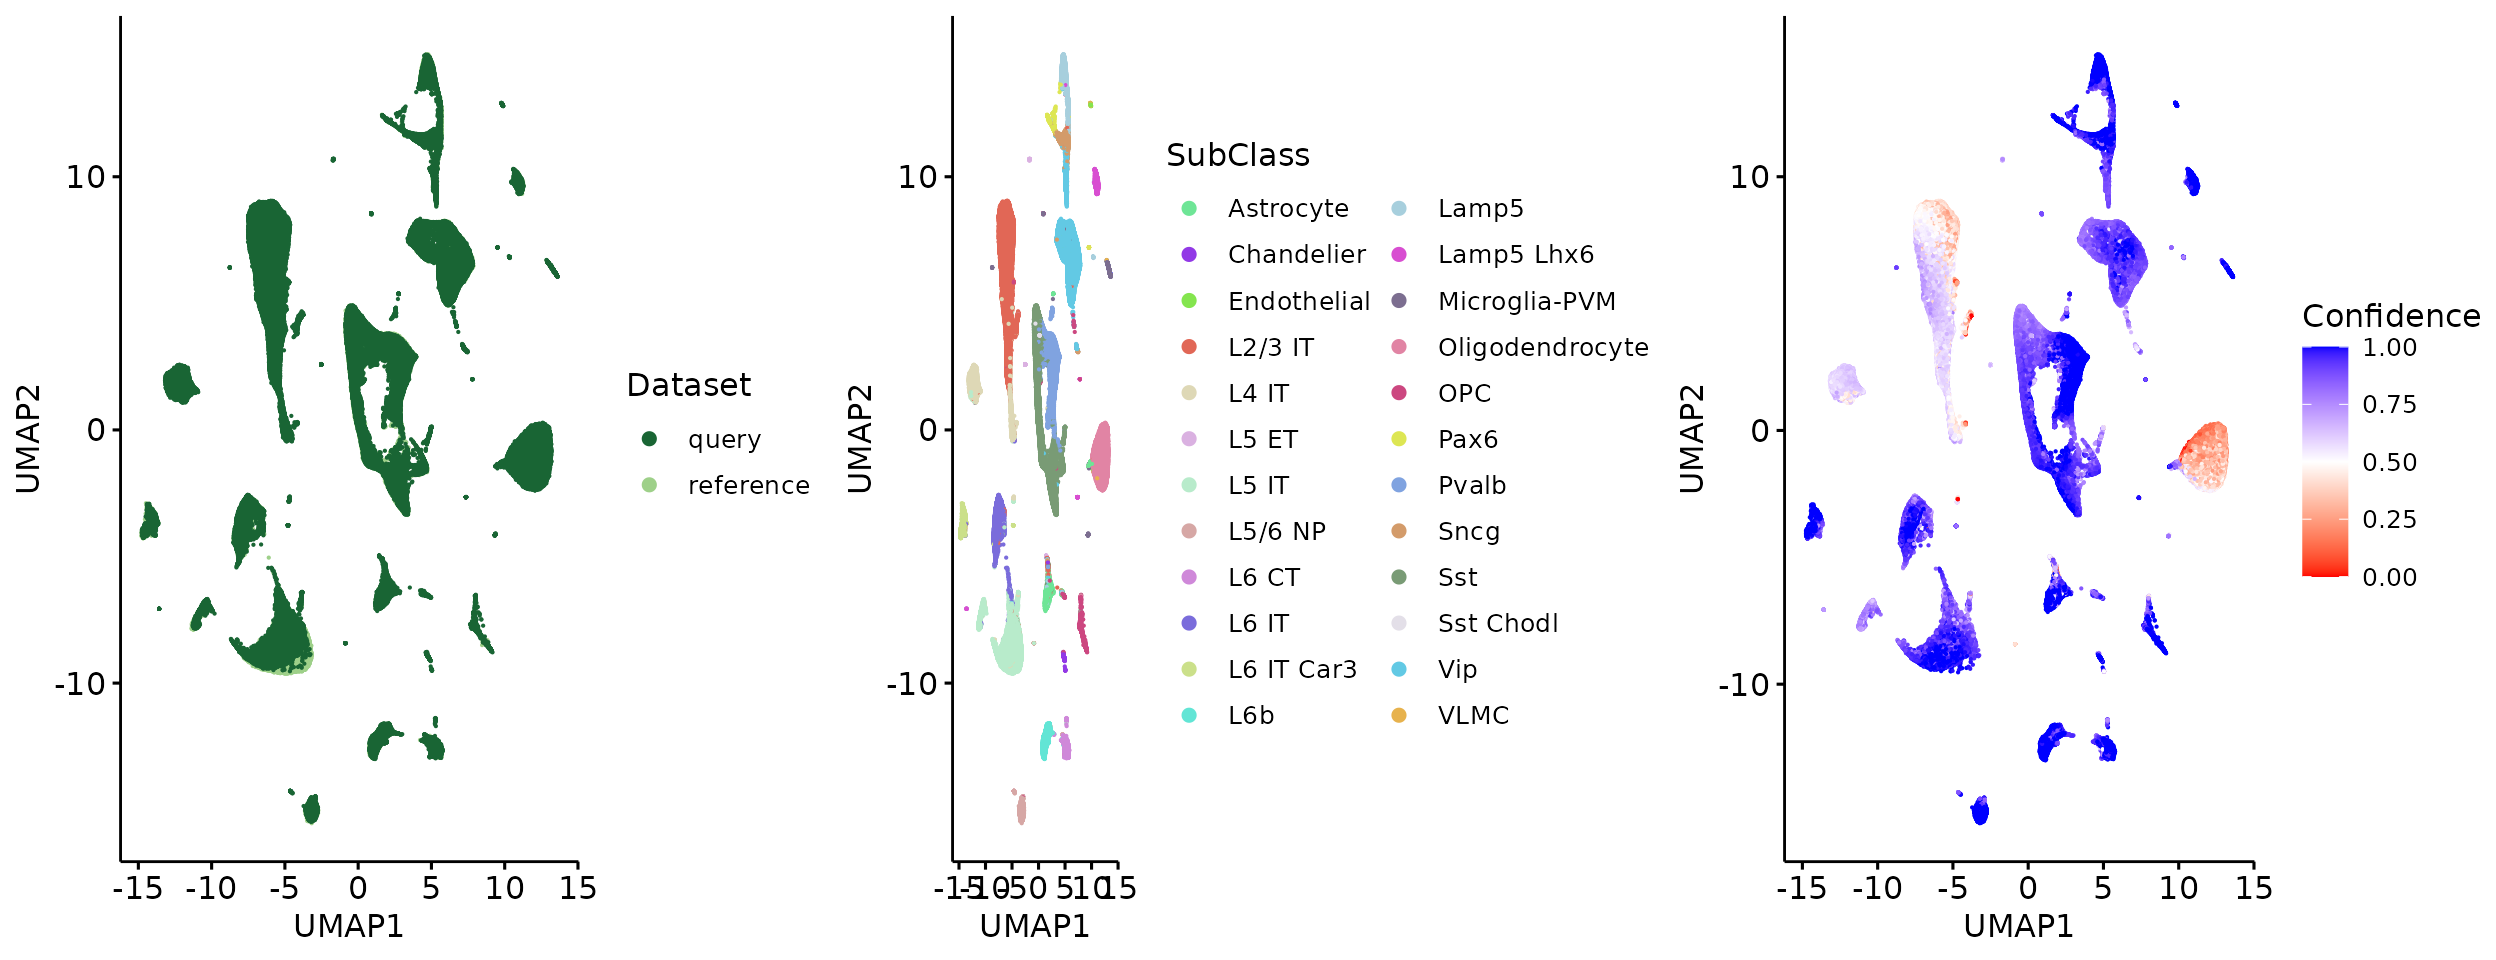 10
0
-10
-15 -10 -5 0 5 10 15
UMAP1
UMAP2
Dataset
query
reference
10
0
-10
-15 -10 -5 0 5 10 15
UMAP1
UMAP2
SubClass
Astrocyte
Chandelier
Endothelial
L2/3 IT
L4 IT
L5 ET
L5 IT
L5/6 NP
L6 CT
L6 IT
L6 IT Car3
L6b
Lamp5
Lamp5 Lhx6
Microglia-PVM
Oligodendrocyte
OPC
Pax6
Pvalb
Sncg
Sst
Sst Chodl
Vip
VLMC
10
0
-10
-15 -10 -5 0 5 10 15
UMAP1
UMAP2
Confidence
1.00
0.75
0.50
0.25
0.00